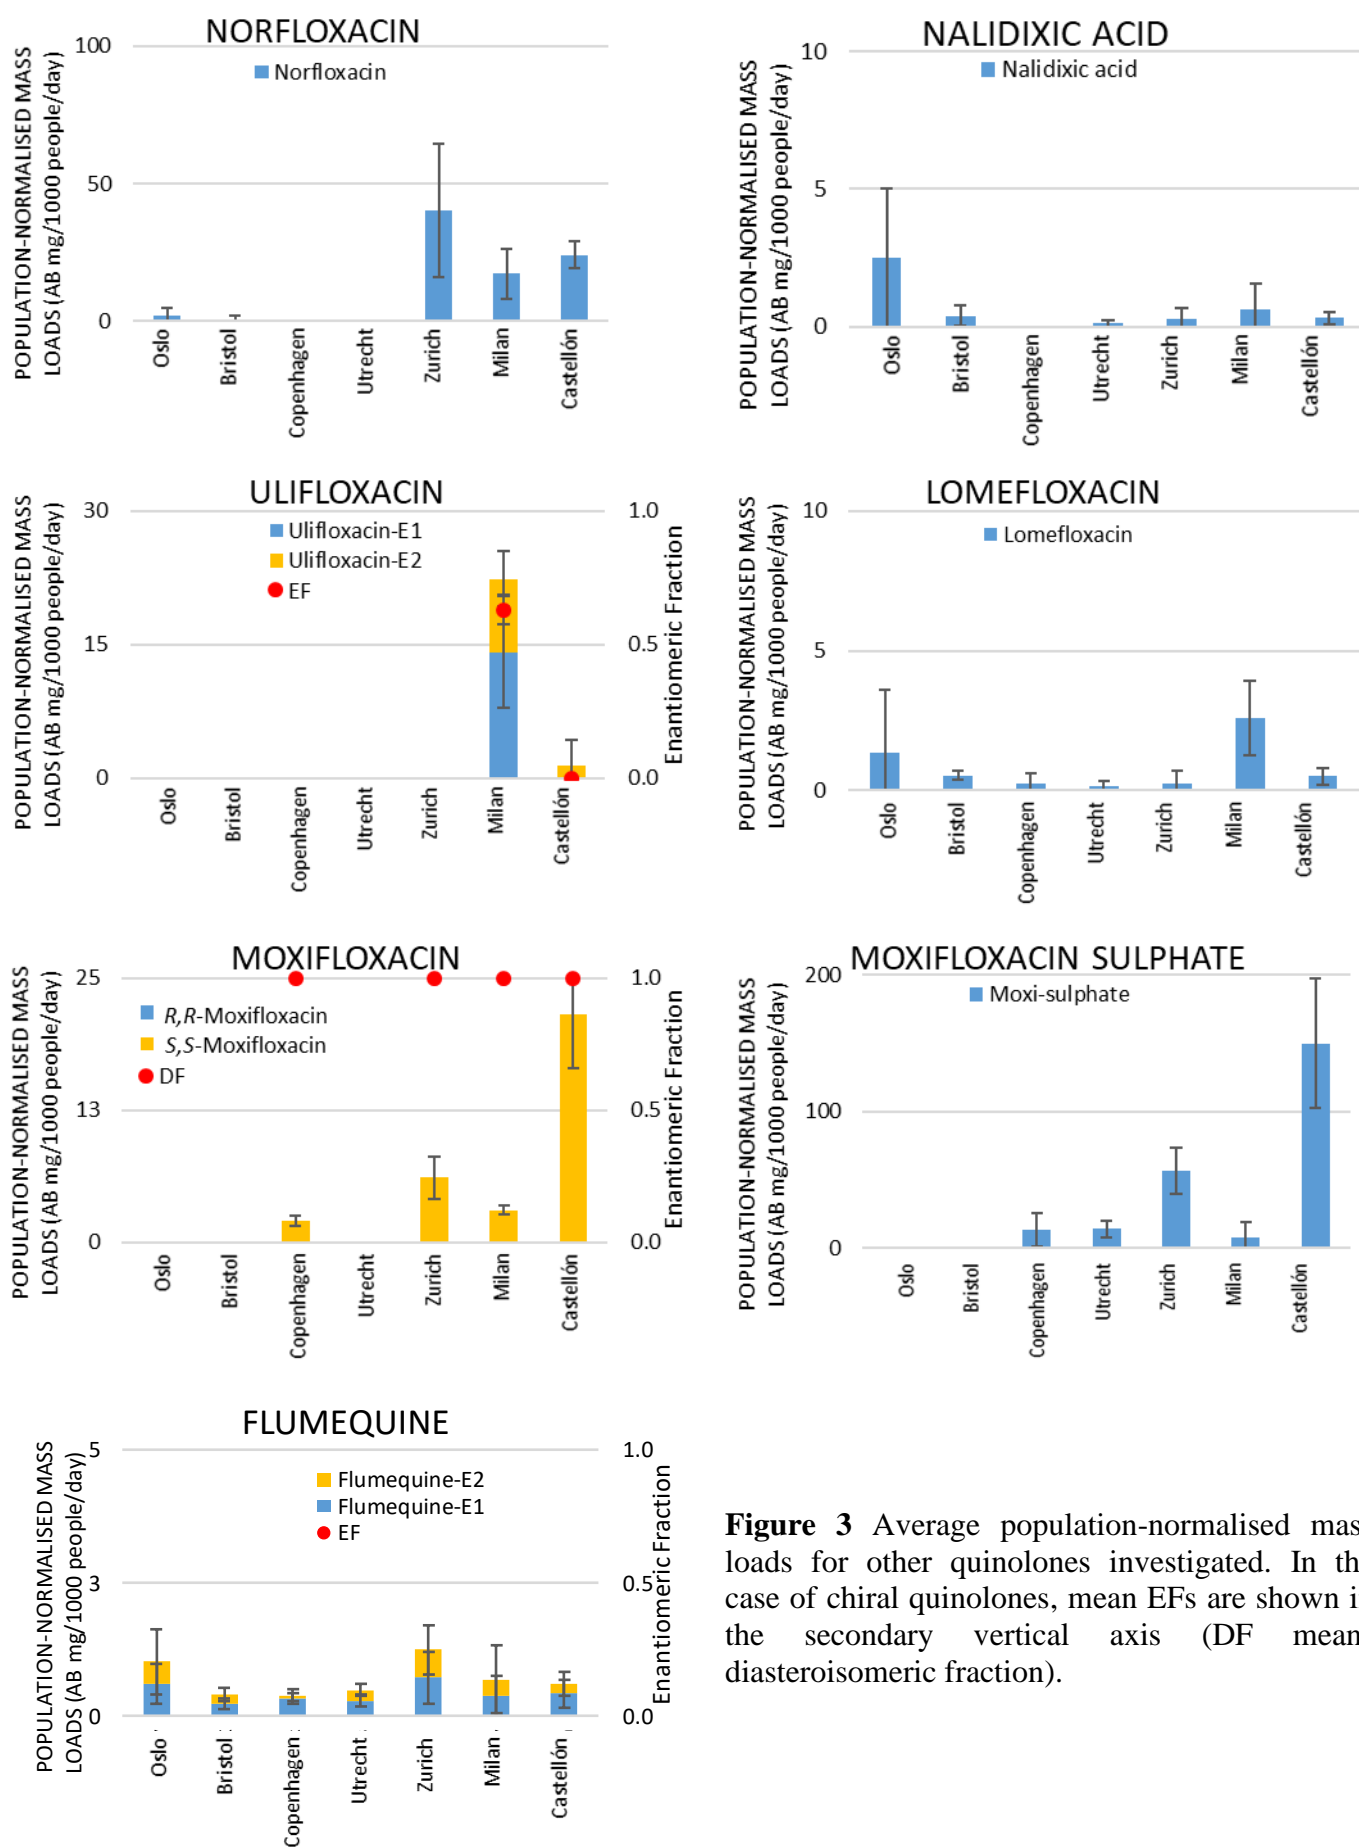 NORFLOXACIN
POPULATION-NORMALISED MASS
LOADS (AB mg/1000 people/day)
100
50
0
Norfloxacin
Oslo
Bristol
Copenhagen
Utrecht
Zurich
Milan
Castellón
NALIDIXIC ACID
POPULATION-NORMALISED MASS
LOADS (AB mg/1000 people/day)
10
5
0
Nalidixic acid
Oslo
Bristol
Copenhagen
Utrecht
Zurich
Milan
Castellón
ULIFLOXACIN
POPULATION-NORMALISED MASS
LOADS (AB mg/1000 people/day)
30
15
0
Ulifloxacin-E1
Ulifloxacin-E2
EF
1.0
0.5
0.0
Enantiomeric Fraction
Oslo
Bristol
Copenhagen
Utrecht
Zurich
Milan
Castellón
LOMEFLOXACIN
POPULATION-NORMALISED MASS
LOADS (AB mg/1000 people/day)
10
5
0
Lomefloxacin
Oslo
Bristol
Copenhagen
Utrecht
Zurich
Milan
Castellón
MOXIFLOXACIN
POPULATION-NORMALISED MASS
LOADS (AB mg/1000 people/day)
25
13
0
R,R-Moxifloxacin
S,S-Moxifloxacin
DF
1.0
0.5
0.0
Enantiomeric Fraction
Oslo
Bristol
Copenhagen
Utrecht
Zurich
Milan
Castellón
MOXIFLOXACIN SULPHATE
POPULATION-NORMALISED MASS
LOADS (AB mg/1000 people/day)
200
100
0
Moxi-sulphate
Oslo
Bristol
Copenhagen
Utrecht
Zurich
Milan
Castellón
FLUMEQUINE
POPULATION-NORMALISED MASS
LOADS (AB mg/1000 people/day)
5
3
0
Flumequine-E2
Flumequine-E1
EF
1.0
0.5
0.0
Enantiomeric Fraction
Oslo
Bristol
Copenhagen
Utrecht
Zurich
Milan
Castellón
Figure 3 Average population-normalised mas
loads for other quinolones investigated. In th
case of chiral quinolones, mean EFs are shown i
the secondary vertical axis (DF mean
diasteroisomeric fraction).